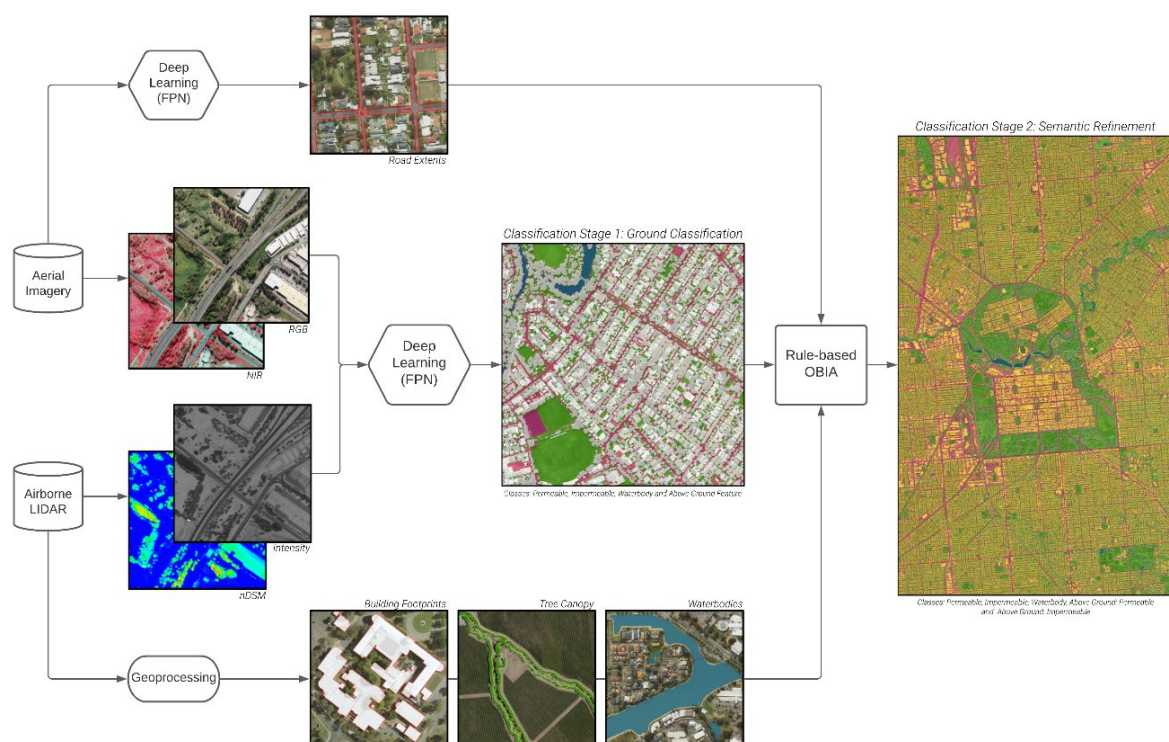 Deep
Learning
(FPN)
Road Extents
Classification Stage 2: Semantic Refinement
Classification Stage 1: Ground Classification
Aerial
Imagery
RGB
NIR
Deep
Learning
(FPN)
Rule-based
OBIA
Airborne
LIDAR
Intensity
nDSM
Classes: Permeable, Impermeable, Waterbody and Above Ground Feature
Building Footprints
Tree Canopy
Waterbodies
Geoprocessing
Classes: Permeable, Impermeable, Waterbody, Above Ground: Permeable
and Above Ground: Impermeable